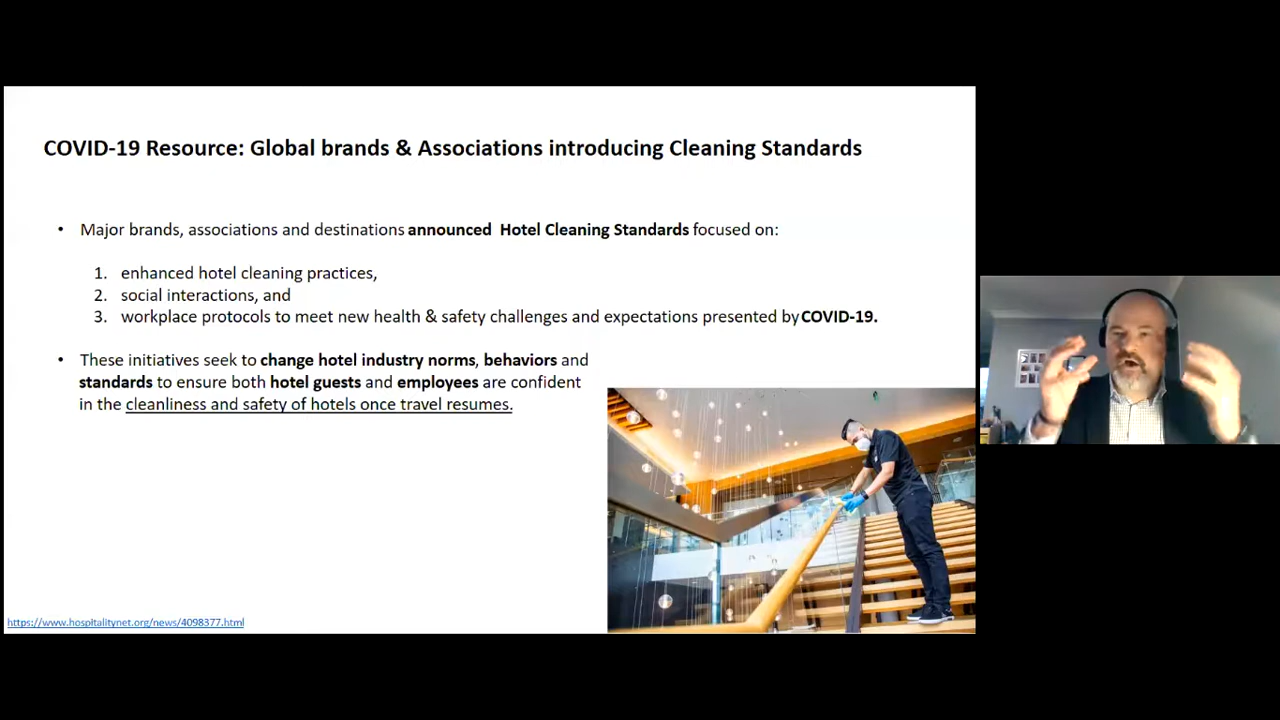 COVID-19 Resource: Global brands & Associations introducing Cleaning Standards
• Major brands, associations and destinations announced Hotel Cleaning Standards focused on:
1. enhanced hotel cleaning practices,
2. social interactions, and
3. workplace protocols to meet new health & safety challenges and expectations presented by COVID-19.
• These initiatives seek to change hotel industry norms, behaviors and
standards to ensure both hotel guests and employees are confident
in the cleanliness and safety of hotels once travel resumes.
https://www.hospitalitynet.org/news/4098377.html